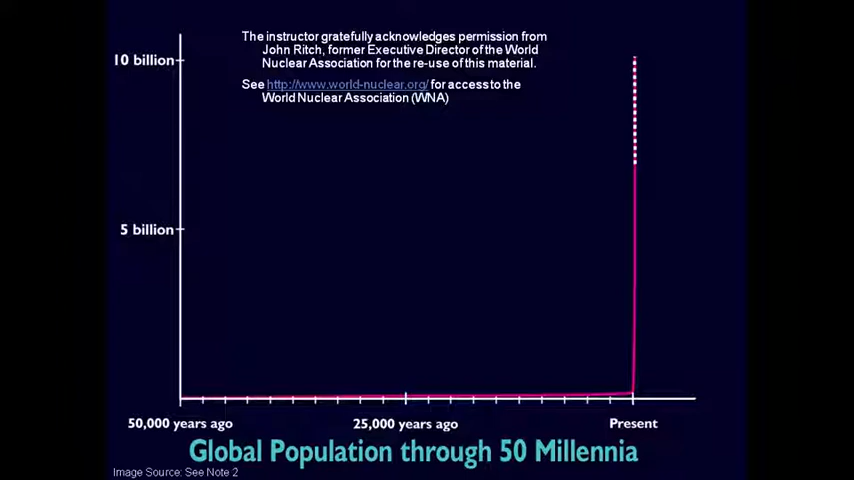 The instructor gratefully acknowledges permission from
John Ritch, former Executive Director of the World
Nuclear Association for the re-use of this material.
See http://www.world-nuclear.org/ for access to the
World Nuclear Association (WNA)
10 billion
5 billion
50,000 years ago
25,000 years ago
Present
Global Population through 50 Millennia
Image Source: See Note 2